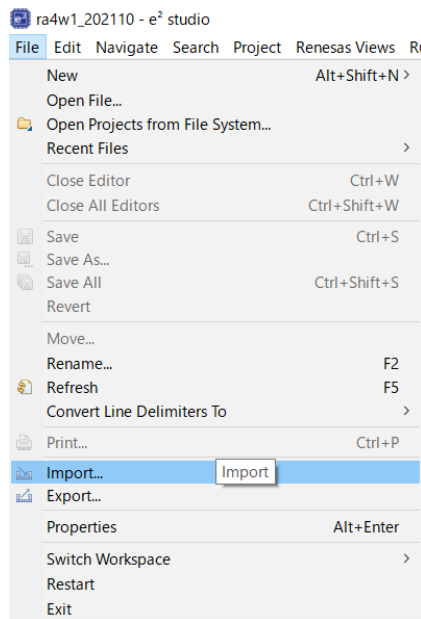 ra4w1_202110 - e² studio
File Edit Navigate Search Project Renesas Views
New Alt+Shift+N >
Open File...
Open Projects from File System...
Recent Files >
Close Editor Ctrl+W
Close All Editors Ctrl+Shift+W
Save Ctrl+S
Save As...
Save All Ctrl+Shift+S
Revert
Move...
Rename... F2
Refresh F5
Convert Line Delimiters To >
Print... Ctrl+P
Import... Import
Export...
Properties Alt+Enter
Switch Workspace >
Restart
Exit